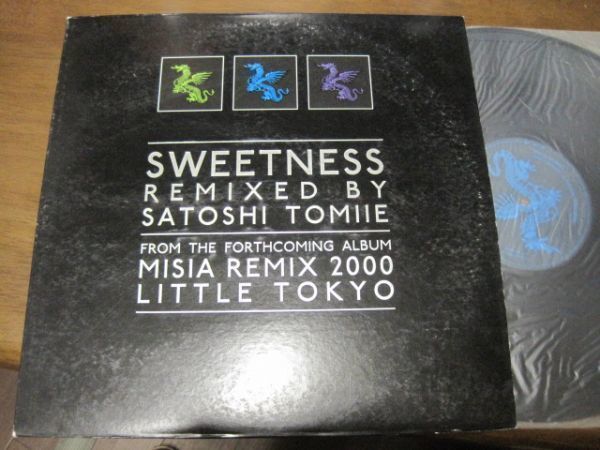 SWEETNESS
REMIXED BY
SATOSHI TOMIIE
FROM THE FORTHCOMING ALBUM
MISIA REMIX 2000
LITTLE TOKYO